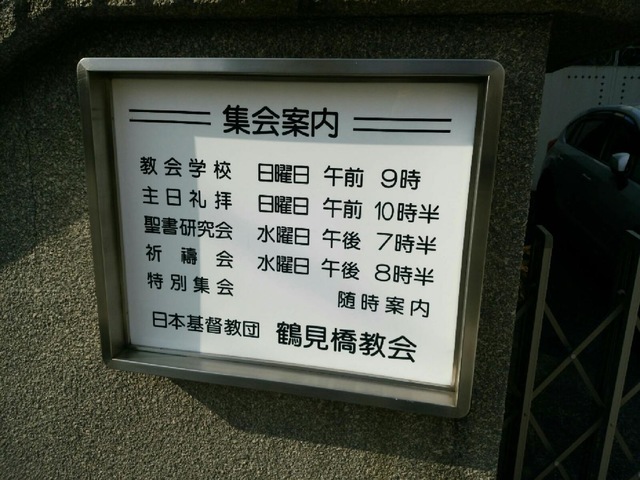 集会案内
教会学校 日曜日 午前 9時
主日礼拝 日曜日 午前 10時半
聖書研究会 水曜日 午後 7時半
祈禱会 水曜日 午後 8時半
特別集会 随時案内
日本基督教団 鶴見橋教会